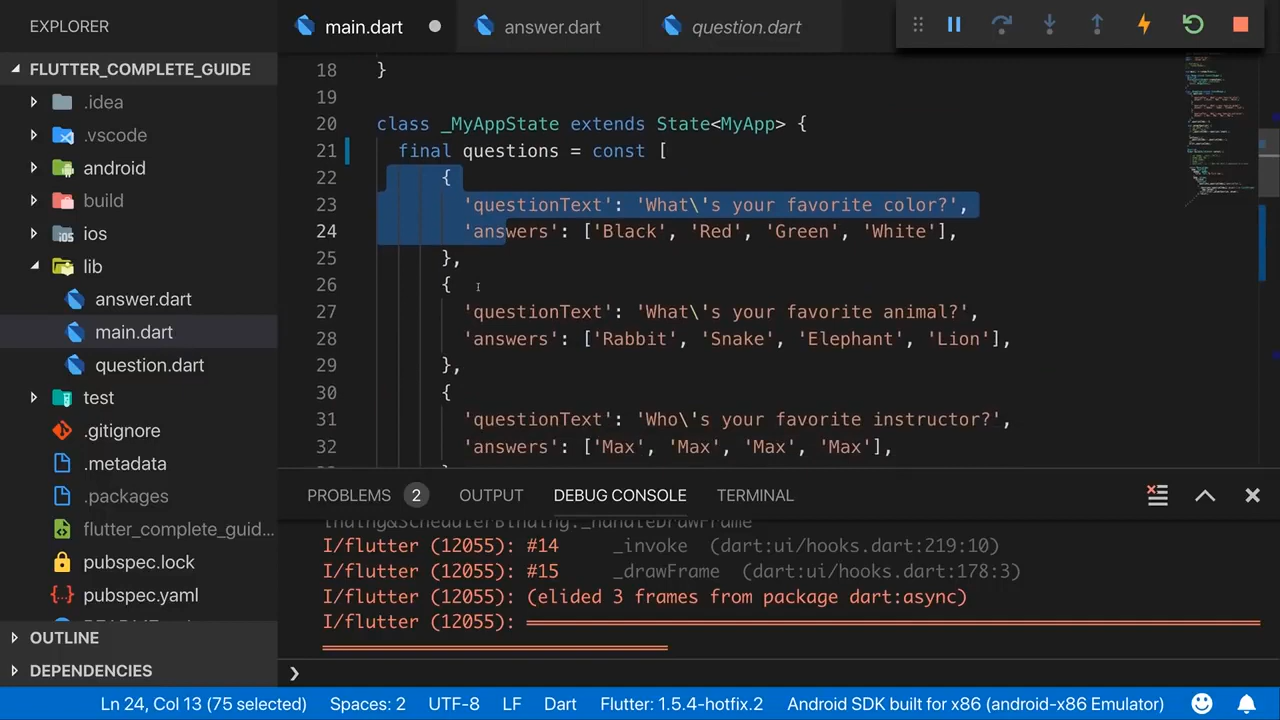 EXPLORER
FLUTTER_COMPLETE_GUIDE
.idea
.vscode
android
build
ios
lib
answer.dart
main.dart
question.dart
test
.gitignore
.metadata
.packages
flutter_complete_guid...
pubspec.lock
pubspec.yaml
OUTLINE
DEPENDENCIES
main.dart
answer.dart
question.dart
18 }
19
20 class _MyAppState extends State<MyApp> {
21 final questions = const [
22 {
23 'questionText': 'What\'s your favorite color?',
24 'answers': ['Black', 'Red', 'Green', 'White'],
25 },
26 {
27 'questionText': 'What\'s your favorite animal?',
28 'answers': ['Rabbit', 'Snake', 'Elephant', 'Lion'],
29 },
30 {
31 'questionText': 'Who\'s your favorite instructor?',
32 'answers': ['Max', 'Max', 'Max', 'Max'],
PROBLEMS 2 OUTPUT DEBUG CONSOLE TERMINAL
inding&SchedulerBinding._handleDrawFrame
I/flutter (12055): #14 _invoke (dart:ui/hooks.dart:219:10)
I/flutter (12055): #15 _drawFrame (dart:ui/hooks.dart:178:3)
I/flutter (12055): (elided 3 frames from package dart:async)
I/flutter (12055): ════════════════════════════════════════
❯
Ln 24, Col 13 (75 selected) Spaces: 2 UTF-8 LF Dart Flutter: 1.5.4-hotfix.2 Android SDK built for x86 (android-x86 Emulator)